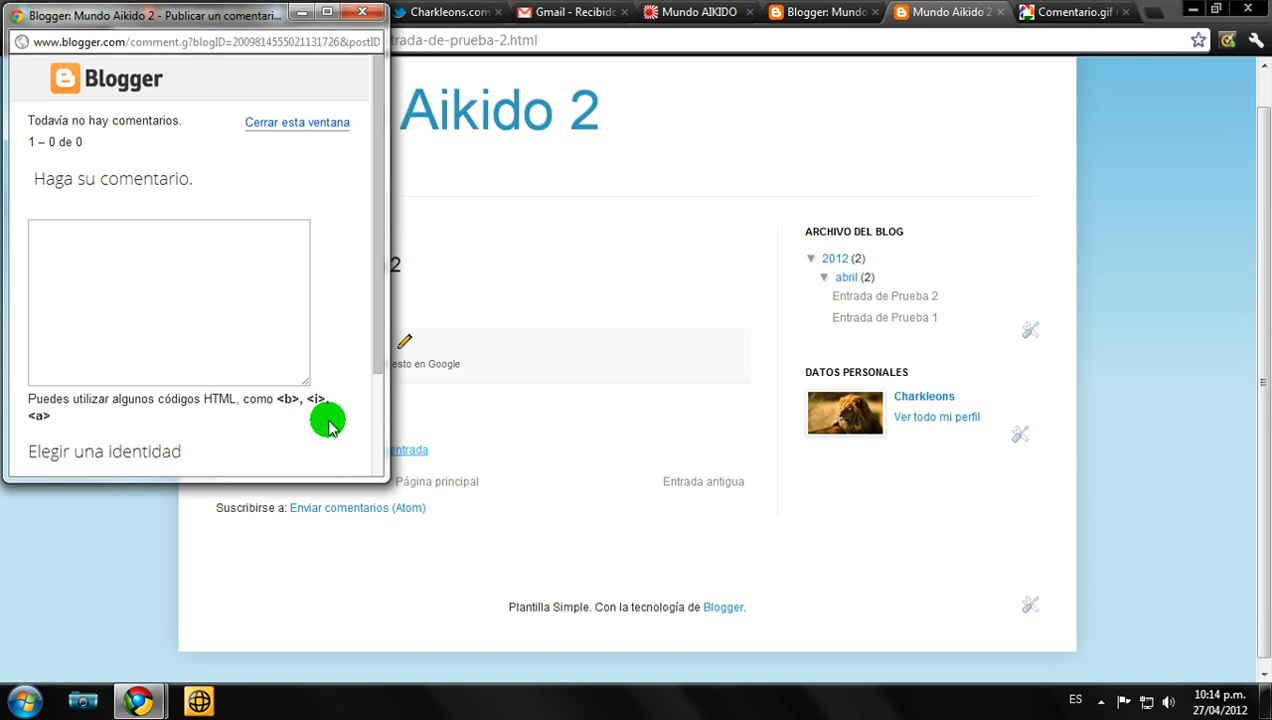 Blogger: Mundo Aikido 2 - Publicar un comentari...
www.blogger.com/comment.g?blogID=2009814555021131726&postID
Blogger
Todavía no hay comentarios.
Cerrar esta ventana
1 – 0 de 0
Haga su comentario.
Puedes utilizar algunos códigos HTML, como <b>, <i>,
<a>
Elegir una identidad
Charkleons.com
Gmail - Recibido
Mundo AIKIDO
Blogger: Mundo
Mundo Aikido 2
Comentario.gif
trada-de-prueba-2.html
Aikido 2
2
esto en Google
entrada
Página principal
Entrada antigua
Suscribirse a: Enviar comentarios (Atom)
ARCHIVO DEL BLOG
▼ 2012 (2)
▼ abril (2)
Entrada de Prueba 2
Entrada de Prueba 1
DATOS PERSONALES
Charkleons
Ver todo mi perfil
Plantilla Simple. Con la tecnología de Blogger.
ES
10:14 p.m.
27/04/2012